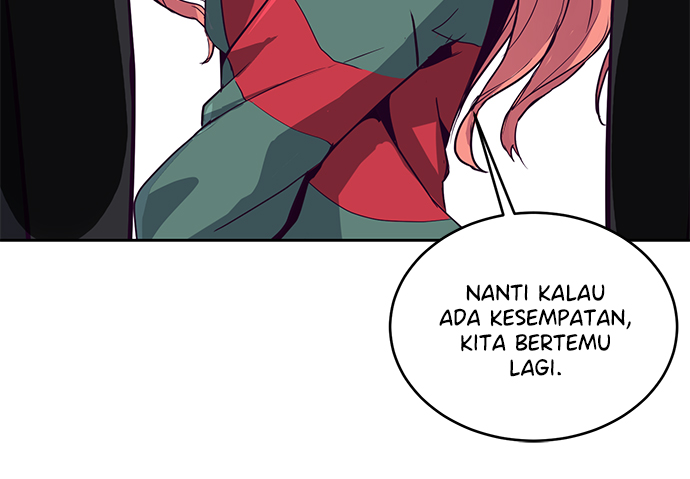 NANTI KALAU
ADA KESEMPATAN,
KITA BERTEMU
LAGI.